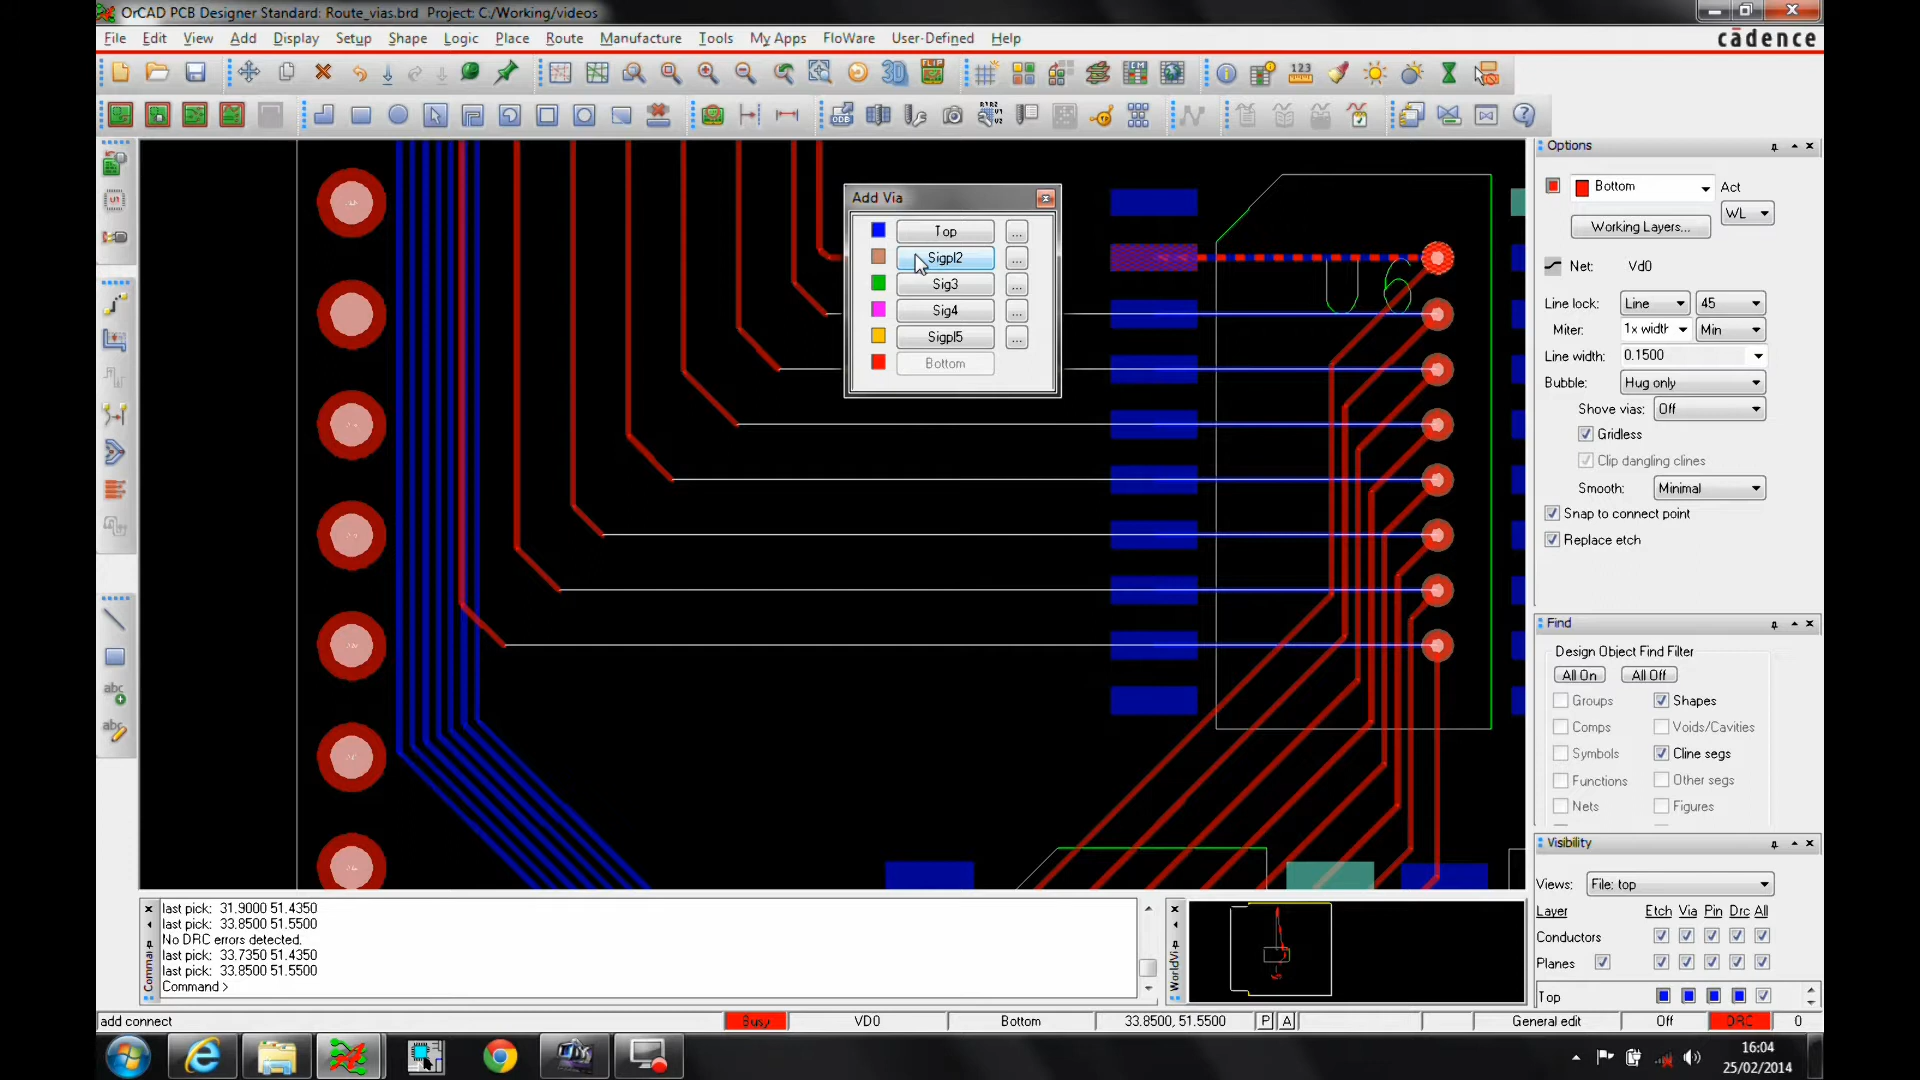 OrCAD PCB Designer Standard: Route_vias.brd Project: C:/Working/videos
File Edit View Add Display Setup Shape Logic Place Route Manufacture Tools My Apps FloWare User-Defined Help
cādence
Options
Bottom
Act
Working Layers...
WL
Net: Vd0
Line lock: Line 45
Miter: 1x width Min
Line width: 0.1500
Bubble: Hug only
Shove vias: Off
Gridless
Clip dangling clines
Smooth: Minimal
Snap to connect point
Replace etch
Add Via
Top ...
Sigpl2 ...
Sig3 ...
Sig4 ...
Sigpl5 ...
Bottom
U6
Find
Design Object Find Filter
All On All Off
Groups Shapes
Comps Voids/Cavities
Symbols Cline segs
Functions Other segs
Nets Figures
Visibility
Views: File: top
Layer Etch Via Pin Drc All
Conductors
Planes
Top
last pick: 31.9000 51.4350
last pick: 33.8500 51.5500
No DRC errors detected.
last pick: 33.7350 51.4350
last pick: 33.8500 51.5500
Command >
add connect Busy VD0 Bottom 33.8500, 51.5500 P A General edit Off DRC 0
16:04
25/02/2014